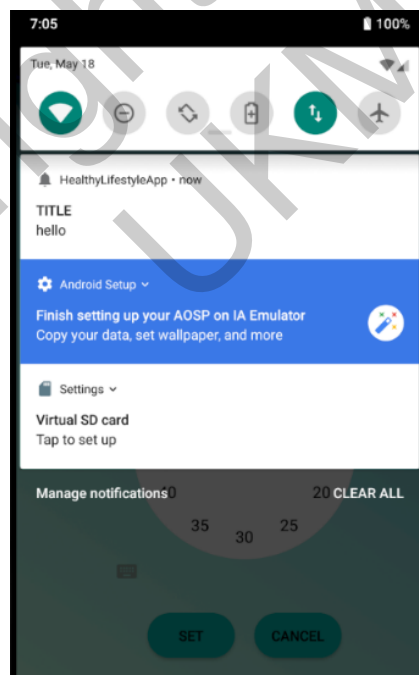 7:05 100%
Tue, May 18
HealthyLifestyleApp • now
TITLE
hello
Android Setup
Finish setting up your AOSP on IA Emulator
Copy your data, set wallpaper, and more
Settings
Virtual SD card
Tap to set up
Manage notifications 20 CLEAR ALL
35 25
30
SET CANCEL
UKM